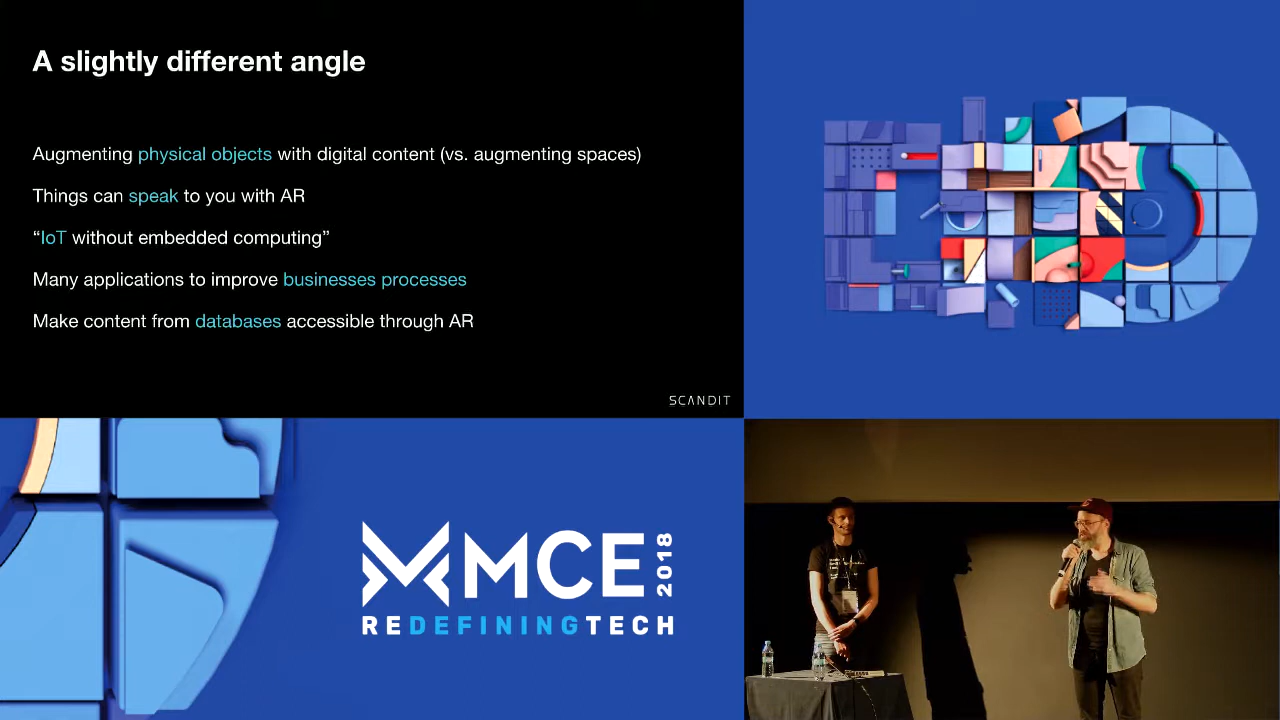 A slightly different angle
Augmenting physical objects with digital content (vs. augmenting spaces)
Things can speak to you with AR
“IoT without embedded computing”
Many applications to improve businesses processes
Make content from databases accessible through AR
SCANDIT
MCE 2018
REDEFININGTECH